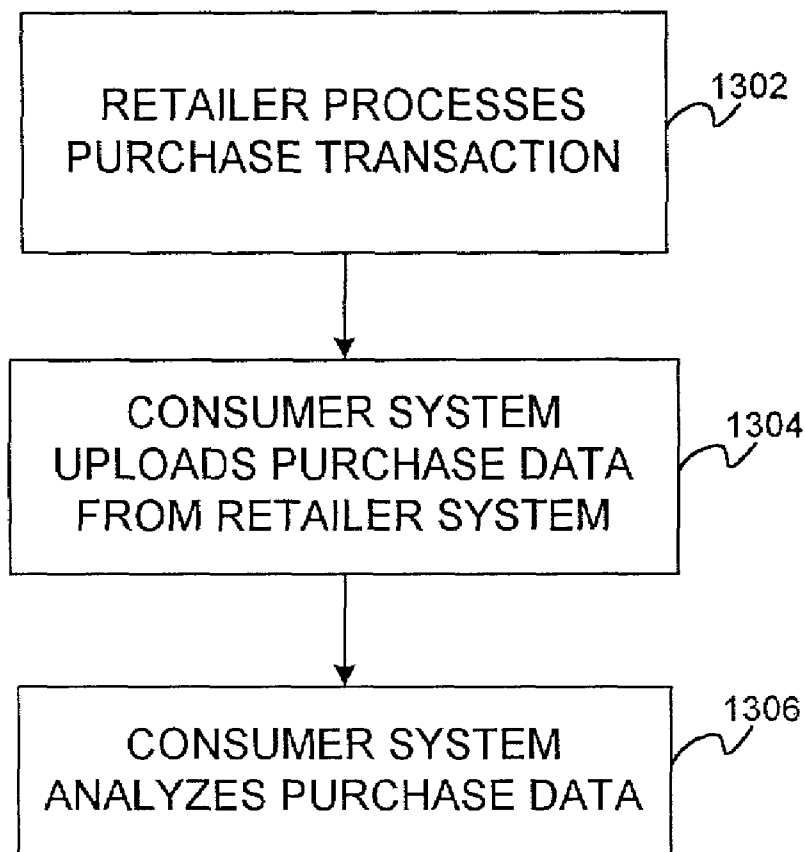 RETAILER PROCESSES
PURCHASE TRANSACTION
1302
CONSUMER SYSTEM
UPLOADS PURCHASE DATA
FROM RETAILER SYSTEM
1304
CONSUMER SYSTEM
ANALYZES PURCHASE DATA
1306